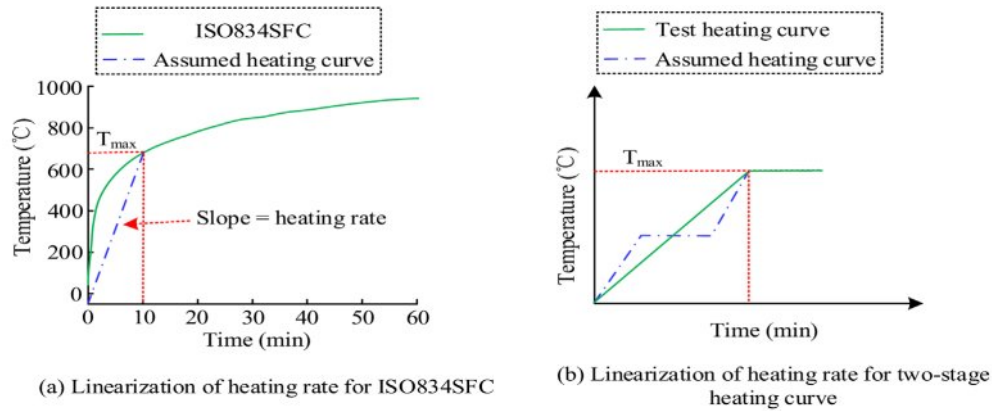 ISO834SFC
Assumed heating curve
1000
800
600
400
200
0
Temperature (℃)
Tmax
Slope = heating rate
0 10 20 30 40 50 60
Time (min)
(a) Linearization of heating rate for ISO834SFC
Test heating curve
Assumed heating curve
Temperature (℃)
Tmax
Time (min)
(b) Linearization of heating rate for two-stage
heating curve